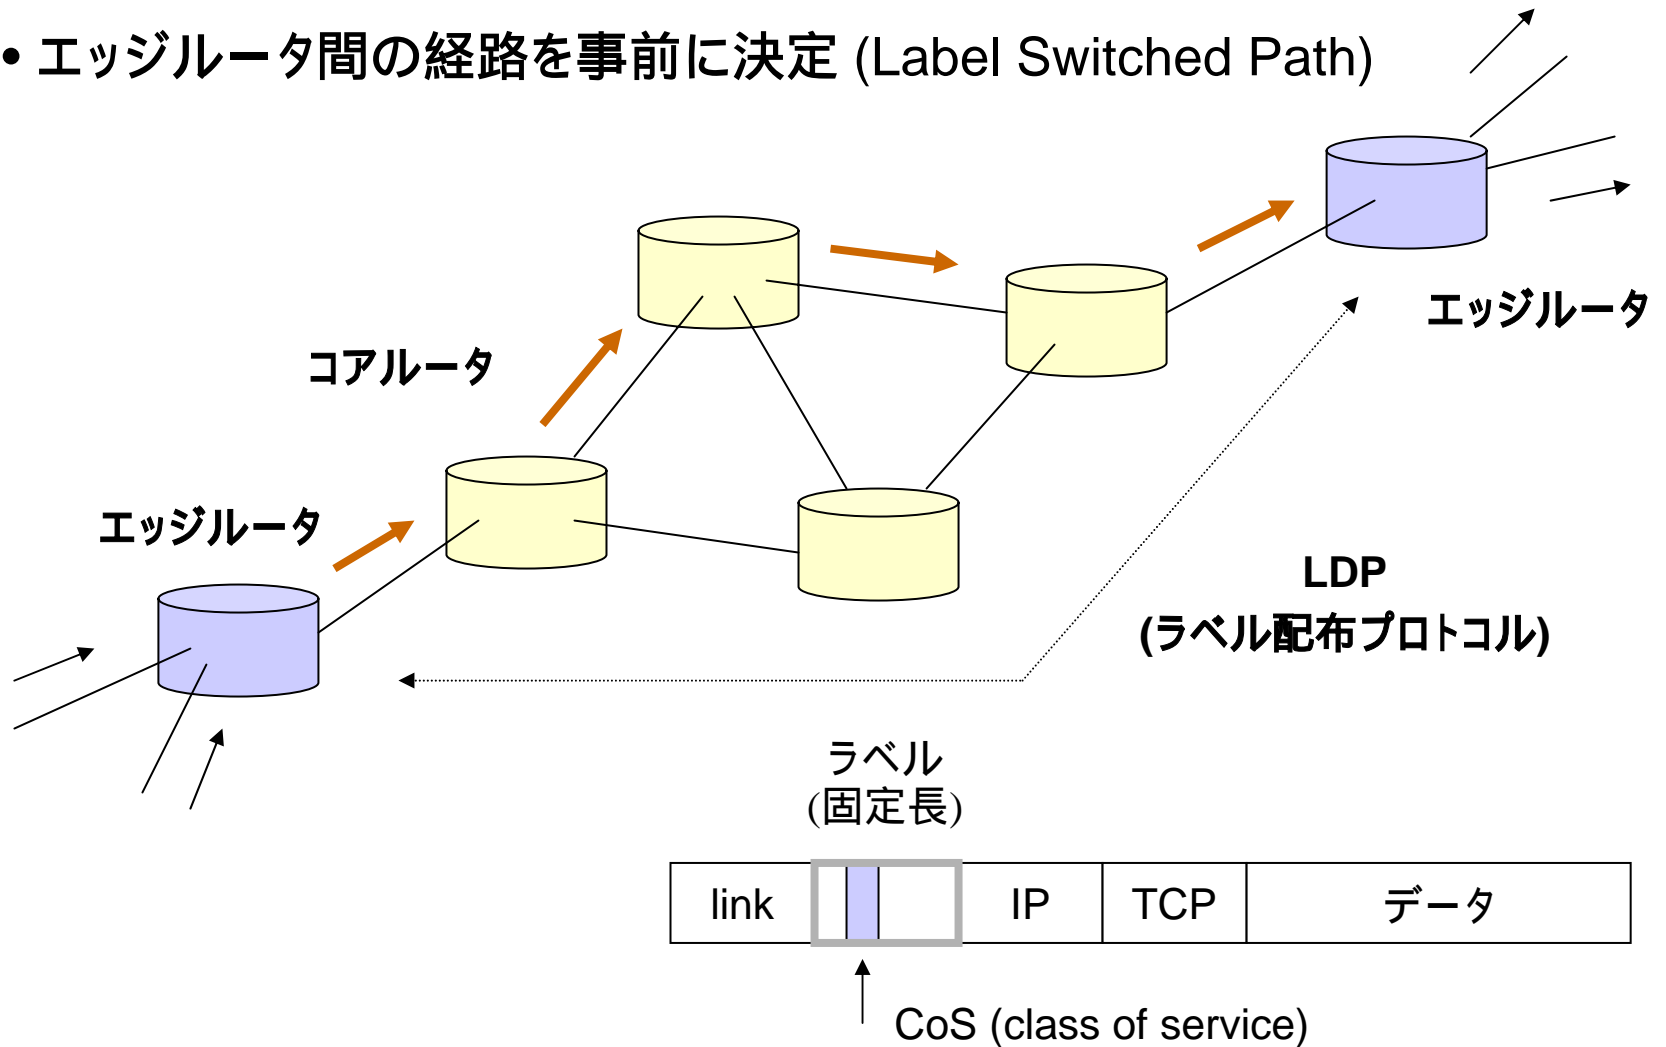 • エッジルータ間の経路を事前に決定 (Label Switched Path)
エッジルータ
コアルータ
エッジルータ
LDP
(ラベル配布プロトコル)
ラベル
(固定長)
link IP TCP データ
CoS (class of service)